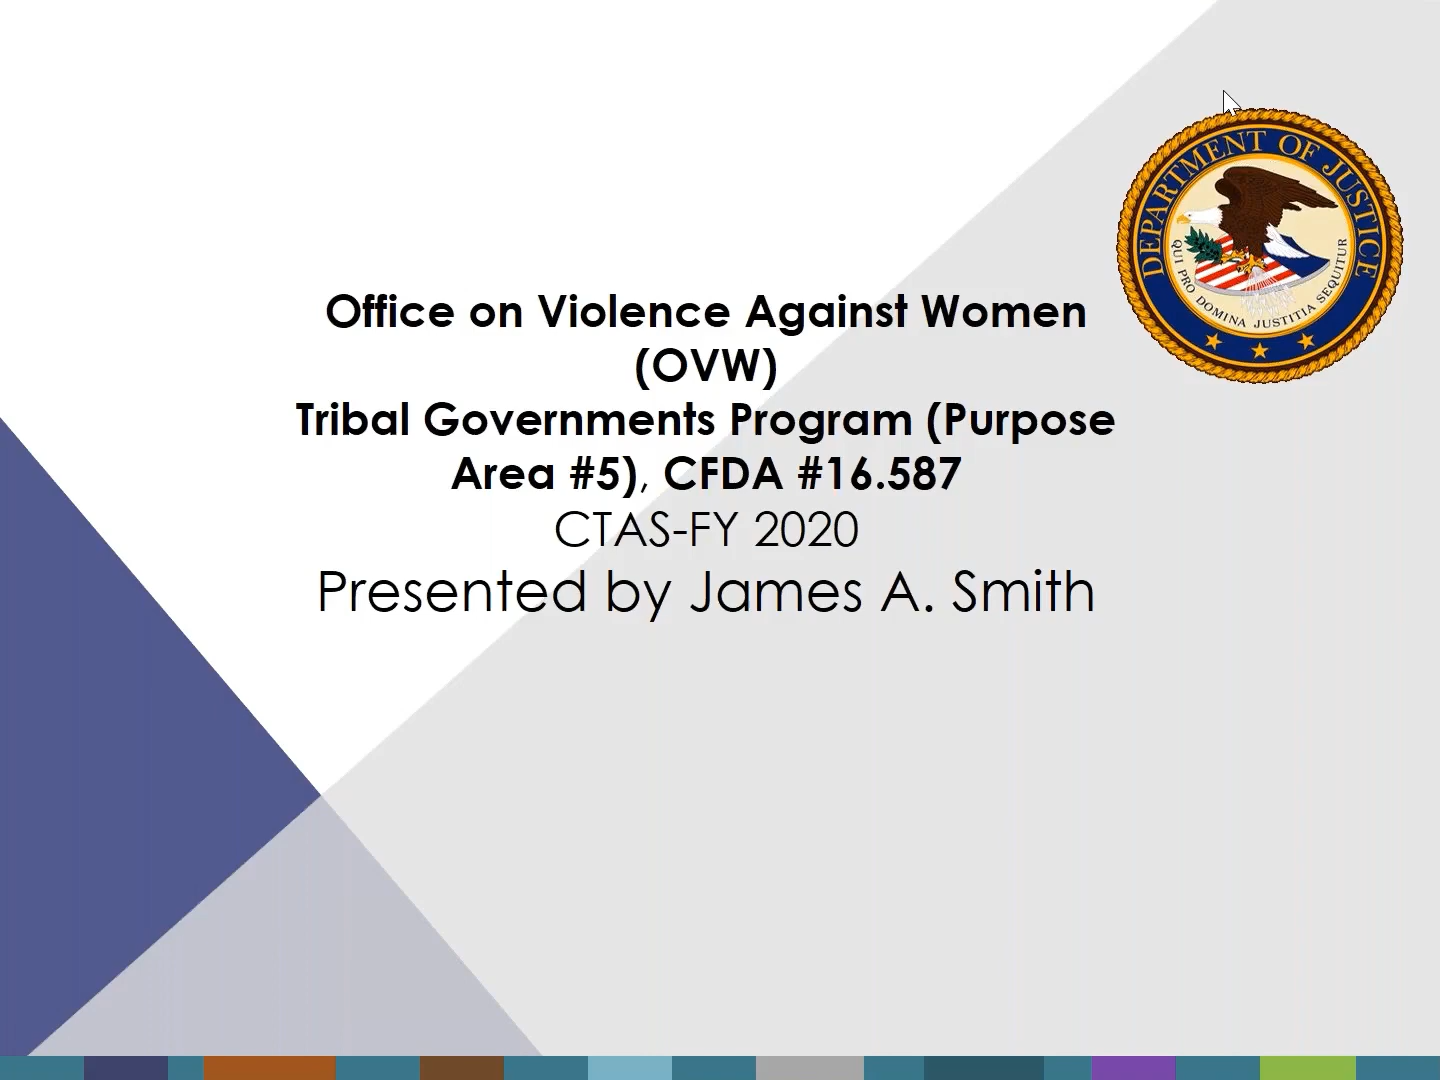 DEPARTMENT OF JUSTICE
QUI PRO DOMINA JUSTITIA SEQUITUR
Office on Violence Against Women
(OVW)
Tribal Governments Program (Purpose
Area #5), CFDA #16.587
CTAS-FY 2020
Presented by James A. Smith